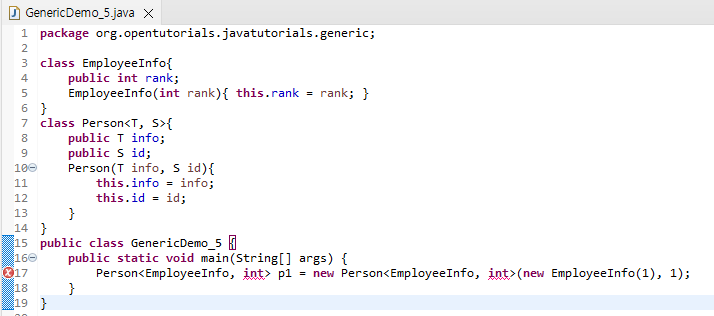 GenericDemo_5.java
1 package org.opentutorials.javatutorials.generic;
2
3 class EmployeeInfo{
4     public int rank;
5     EmployeeInfo(int rank){ this.rank = rank; }
6 }
7 class Person<T, S>{
8     public T info;
9     public S id;
10     Person(T info, S id){
11         this.info = info;
12         this.id = id;
13     }
14 }
15 public class GenericDemo_5 {
16     public static void main(String[] args) {
17         Person<EmployeeInfo, int> p1 = new Person<EmployeeInfo, int>(new EmployeeInfo(1), 1);
18     }
19 }